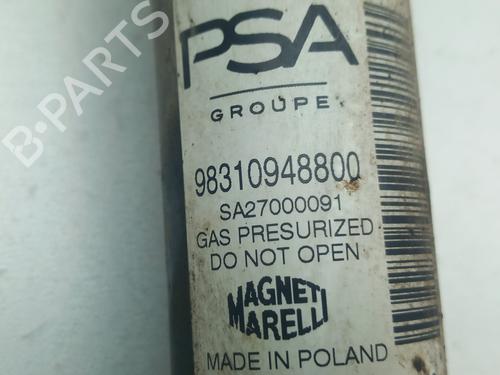 PSA
GROUPE
98310948800
SA27000091
GAS PRESURIZED
DO NOT OPEN
MAGNETI
MARELLI
MADE IN POLAND
B-PARTS